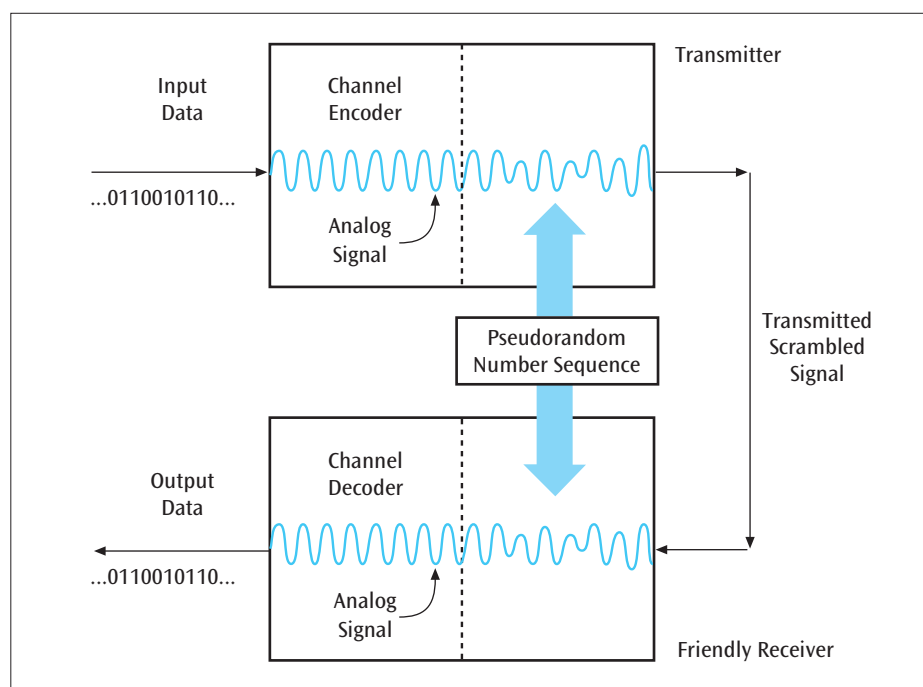 Transmitter
Input
Data
Channel
Encoder
...0110010110...
Analog
Signal
Pseudorandom
Number Sequence
Transmitted
Scrambled
Signal
Channel
Decoder
Output
Data
...0110010110...
Analog
Signal
Friendly Receiver